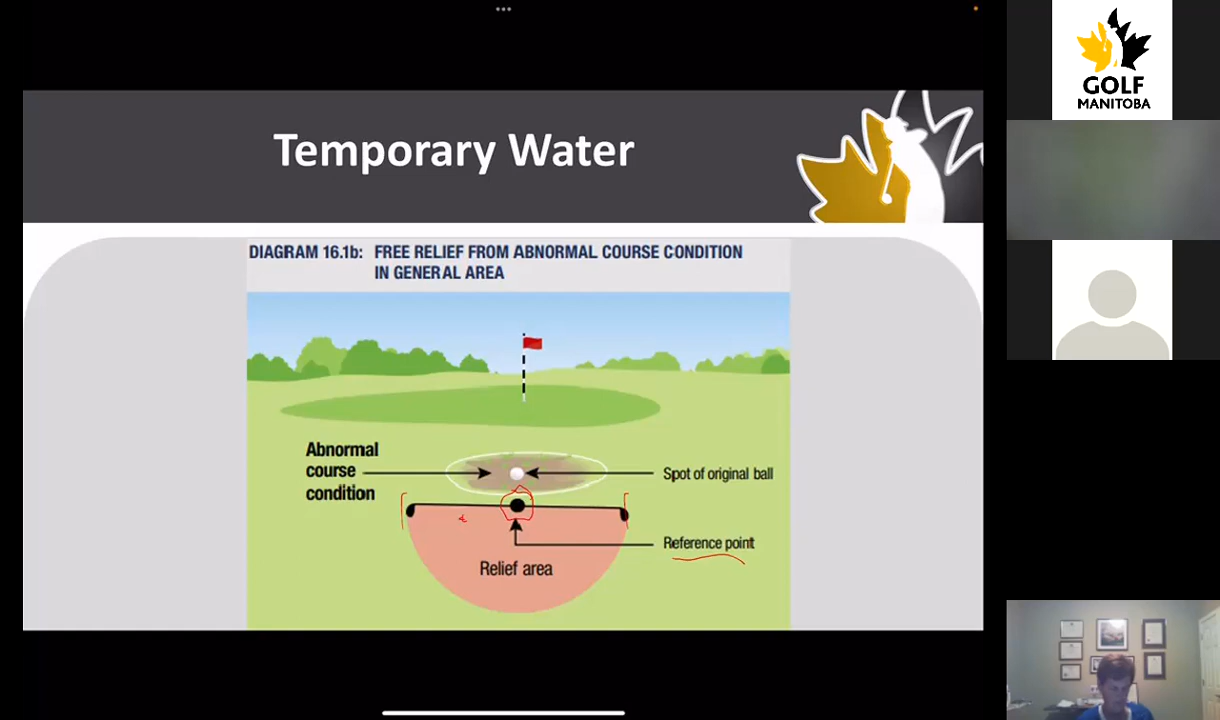 GOLF
MANITOBA
Temporary Water
DIAGRAM 16.1b: FREE RELIEF FROM ABNORMAL COURSE CONDITION
IN GENERAL AREA
Abnormal
course
condition
Spot of original ball
Reference point
Relief area